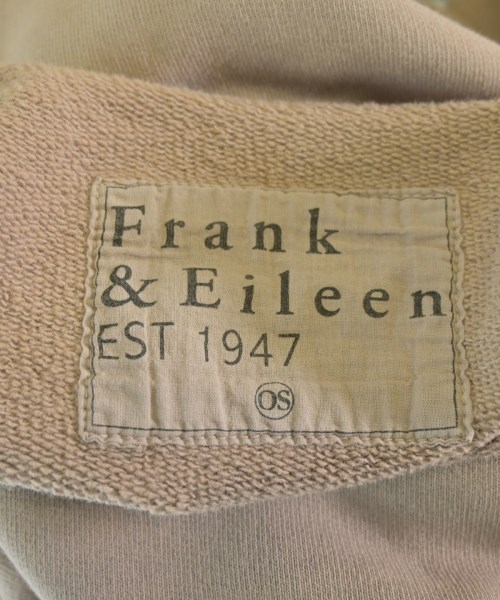 Frank
& Eileen
EST 1947
OS